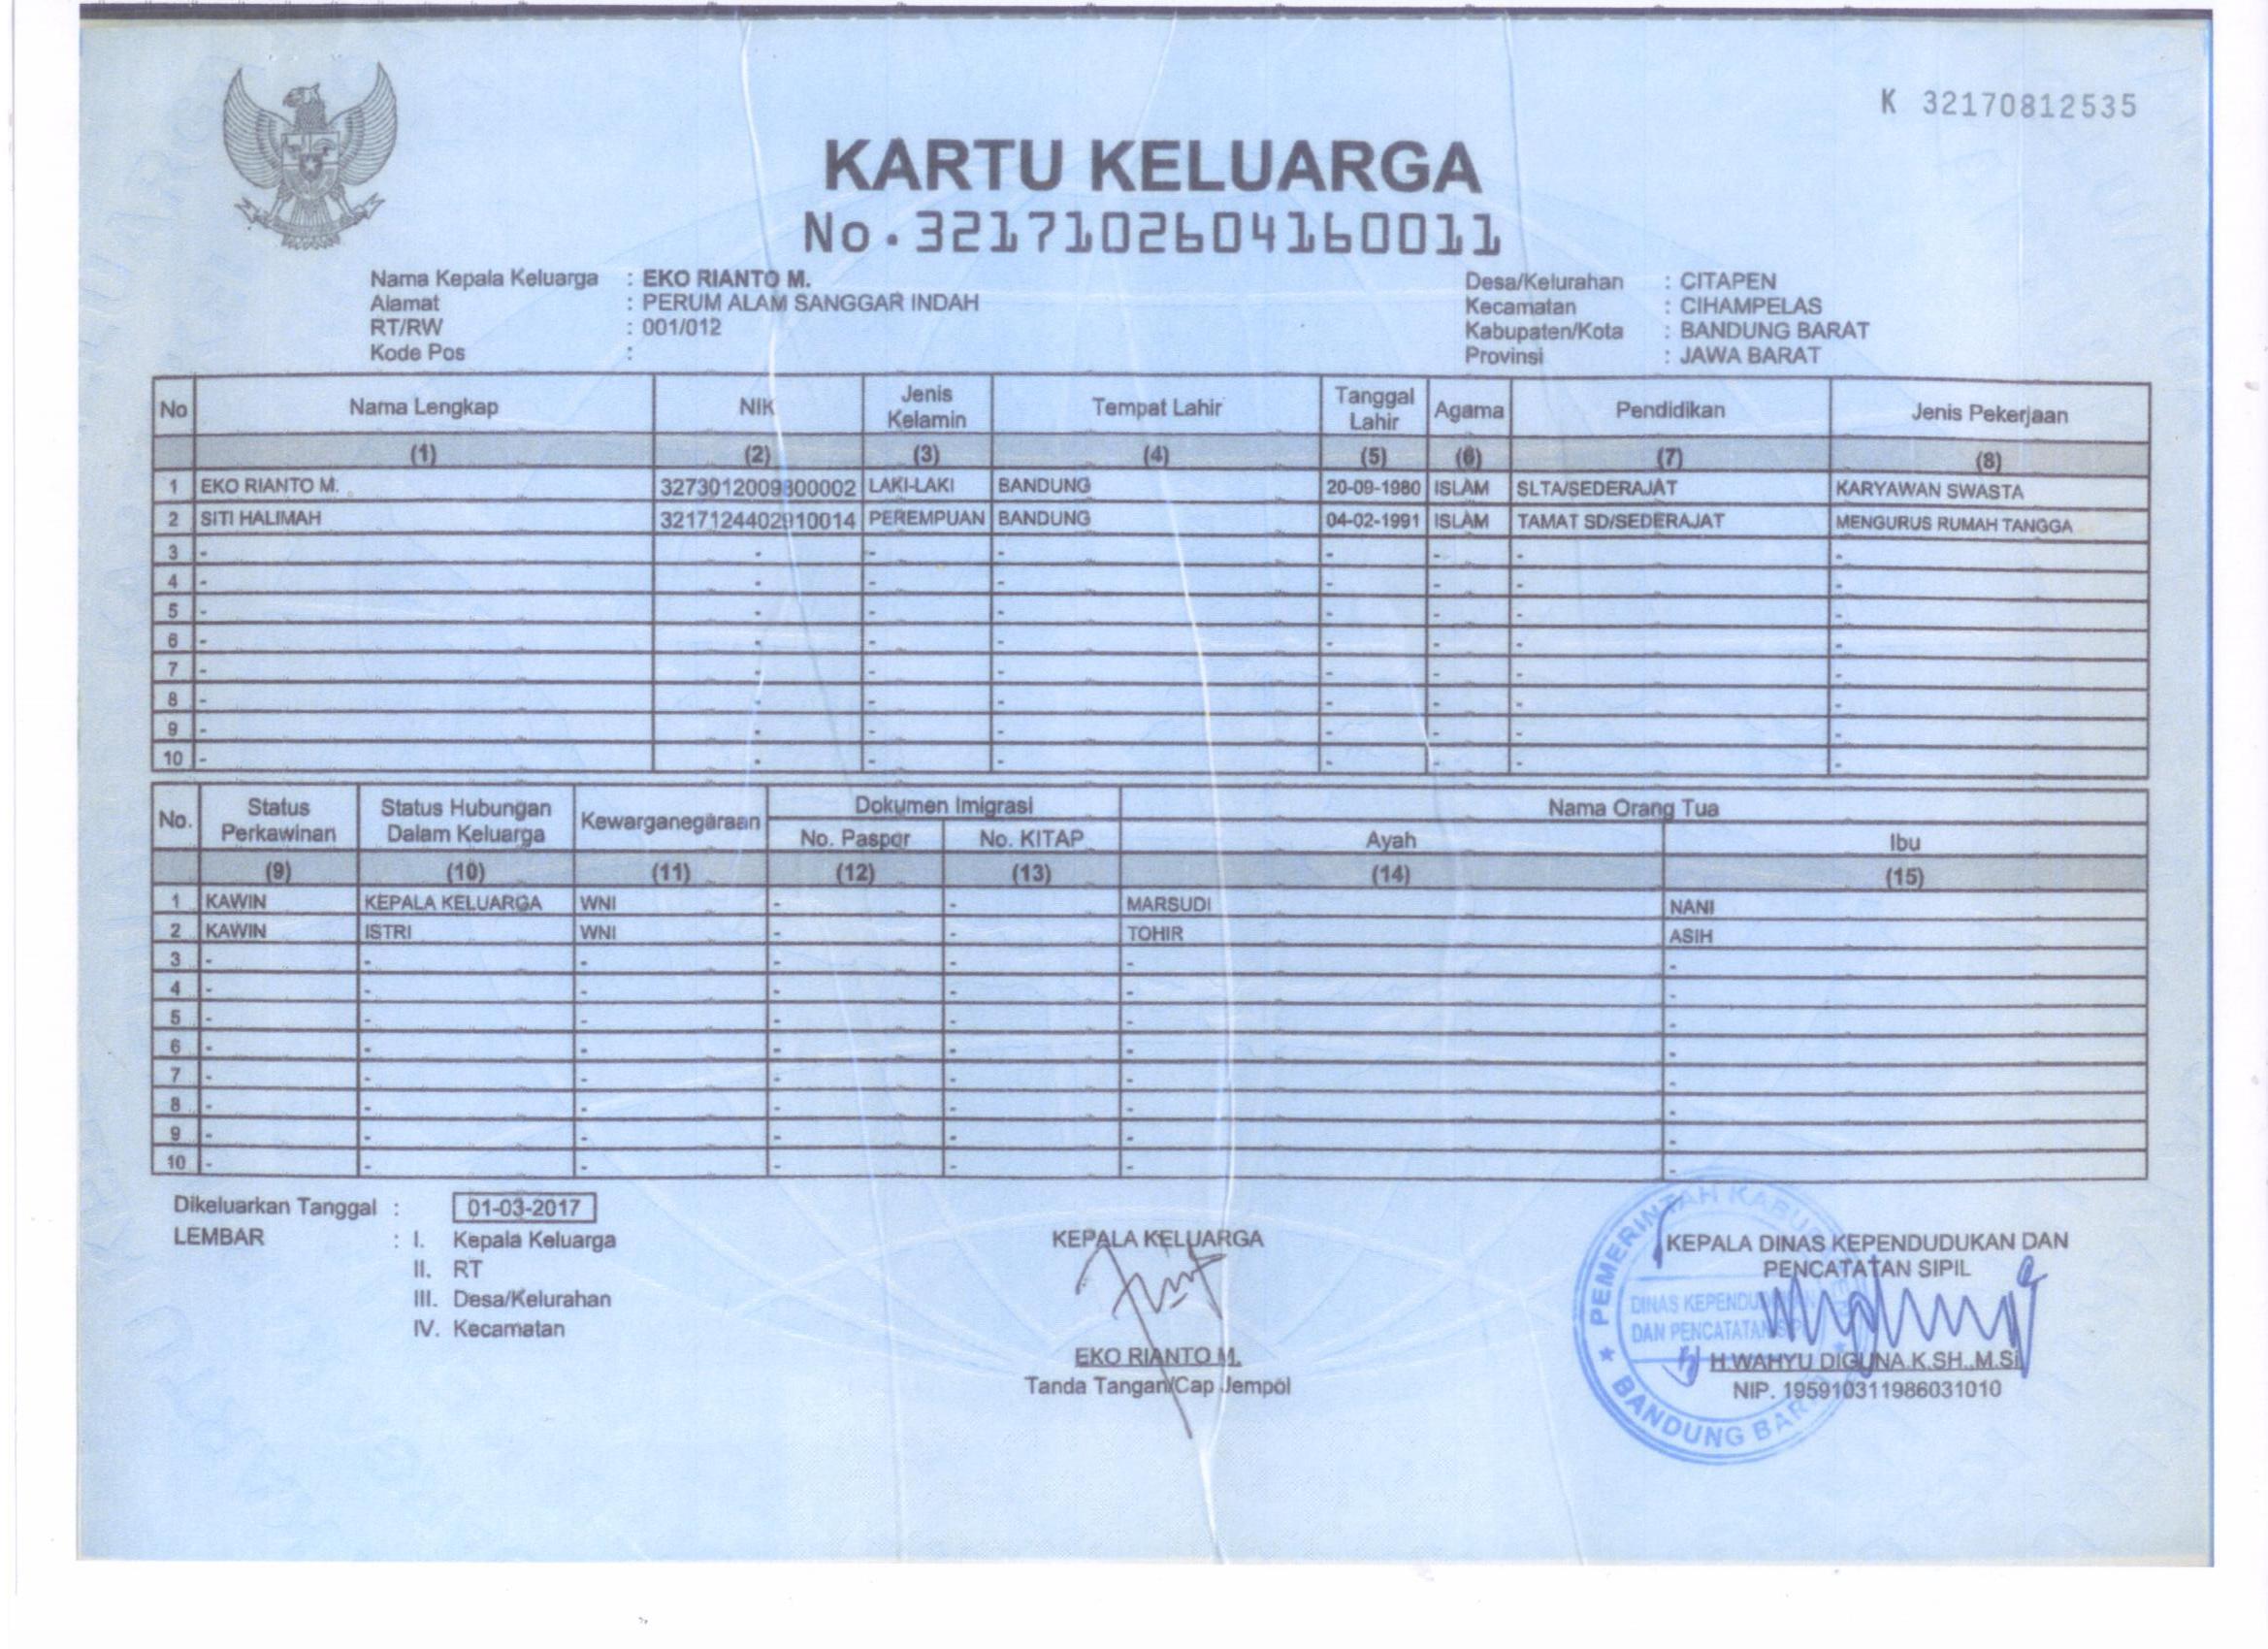 K 32170812535
KARTU KELUARGA
No. 3217102604160011
Nama Kepala Keluarga : EKO RIANTO M.
Alamat : PERUM ALAM SANGGAR INDAH
RT/RW : 001/012
Kode Pos :
Desa/Kelurahan : CITAPEN
Kecamatan : CIHAMPELAS
Kabupaten/Kota : BANDUNG BARAT
Provinsi : JAWA BARAT
No Nama Lengkap NIK Jenis Kelamin Tempat Lahir Tanggal Lahir Agama Pendidikan Jenis Pekerjaan
(1) (2) (3) (4) (5) (6) (7) (8)
1 EKO RIANTO M. 3273012009800002 LAKI-LAKI BANDUNG 20-09-1980 ISLAM SLTA/SEDERAJAT KARYAWAN SWASTA
2 SITI HALIMAH 3217124402910014 PEREMPUAN BANDUNG 04-02-1991 ISLAM TAMAT SD/SEDERAJAT MENGURUS RUMAH TANGGA
3 - - - - - - - -
4 - - - - - - - -
5 - - - - - - - -
6 - - - - - - - -
7 - - - - - - - -
8 - - - - - - - -
9 - - - - - - - -
10 - - - - - - - -
No. Status Perkawinan Status Hubungan Dalam Keluarga Kewarganegaraan Dokumen Imigrasi Nama Orang Tua
No. Paspor No. KITAP Ayah Ibu
(9) (10) (11) (12) (13) (14) (15)
1 KAWIN KEPALA KELUARGA WNI - - MARSUDI NANI
2 KAWIN ISTRI WNI - - TOHIR ASIH
3 - - - - - - -
4 - - - - - - -
5 - - - - - - -
6 - - - - - - -
7 - - - - - - -
8 - - - - - - -
9 - - - - - - -
10 - - - - - - -
Dikeluarkan Tanggal : 01-03-2017
LEMBAR : I. Kepala Keluarga
II. RT
III. Desa/Kelurahan
IV. Kecamatan
KEPALA KELUARGA
EKO RIANTO M.
Tanda Tangan/Cap Jempol
KEPALA DINAS KEPENDUDUKAN DAN
PENCATATAN SIPIL
H.WAHYU DIGUNA.K.SH.,M.Si
NIP. 195910311986031010
PEMERINTAH
DINAS
DAN PENCATATAN
BANDUNG